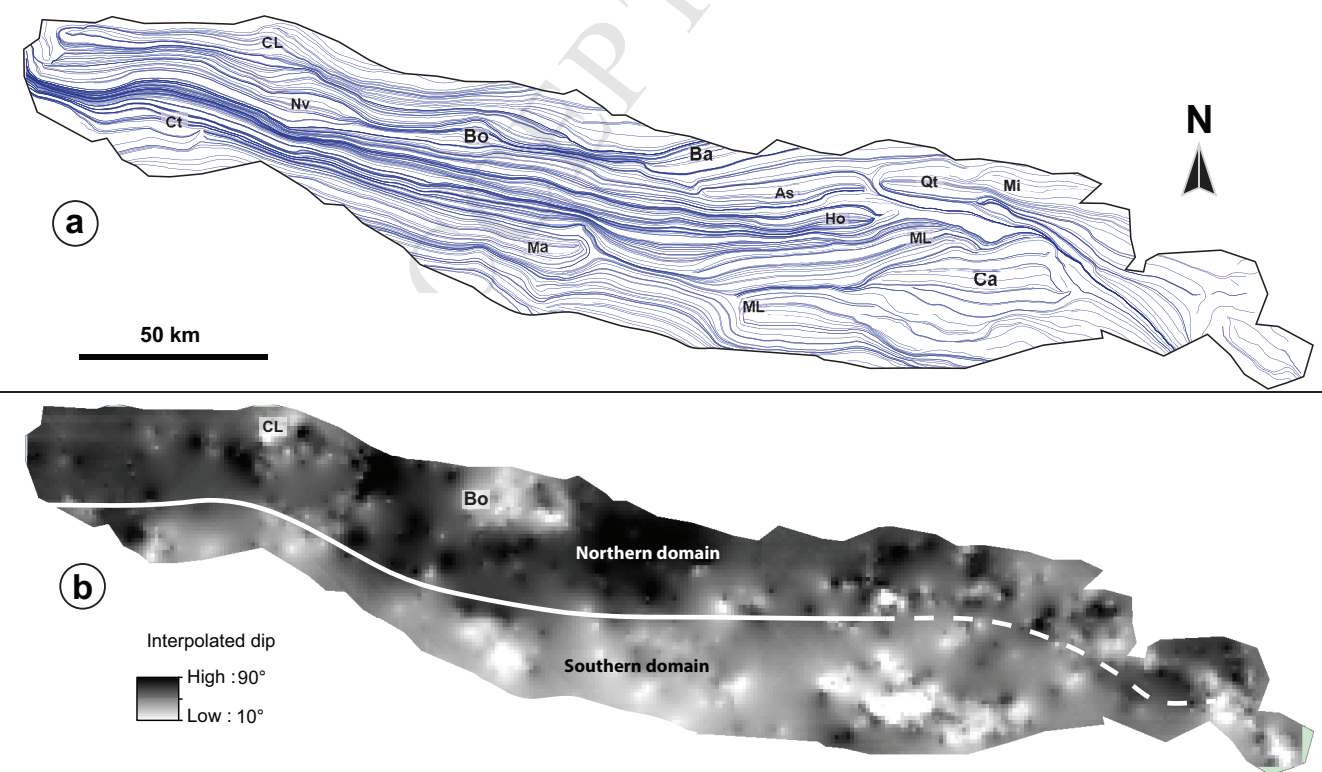 CL
N
Nv
Ct
Bo
Ba
Qt
Mi
As
Ho
ML
Ma
Ca
ML
a
50 km
CL
Bo
Northern domain
b
Southern domain
Interpolated dip
High : 90°
Low : 10°